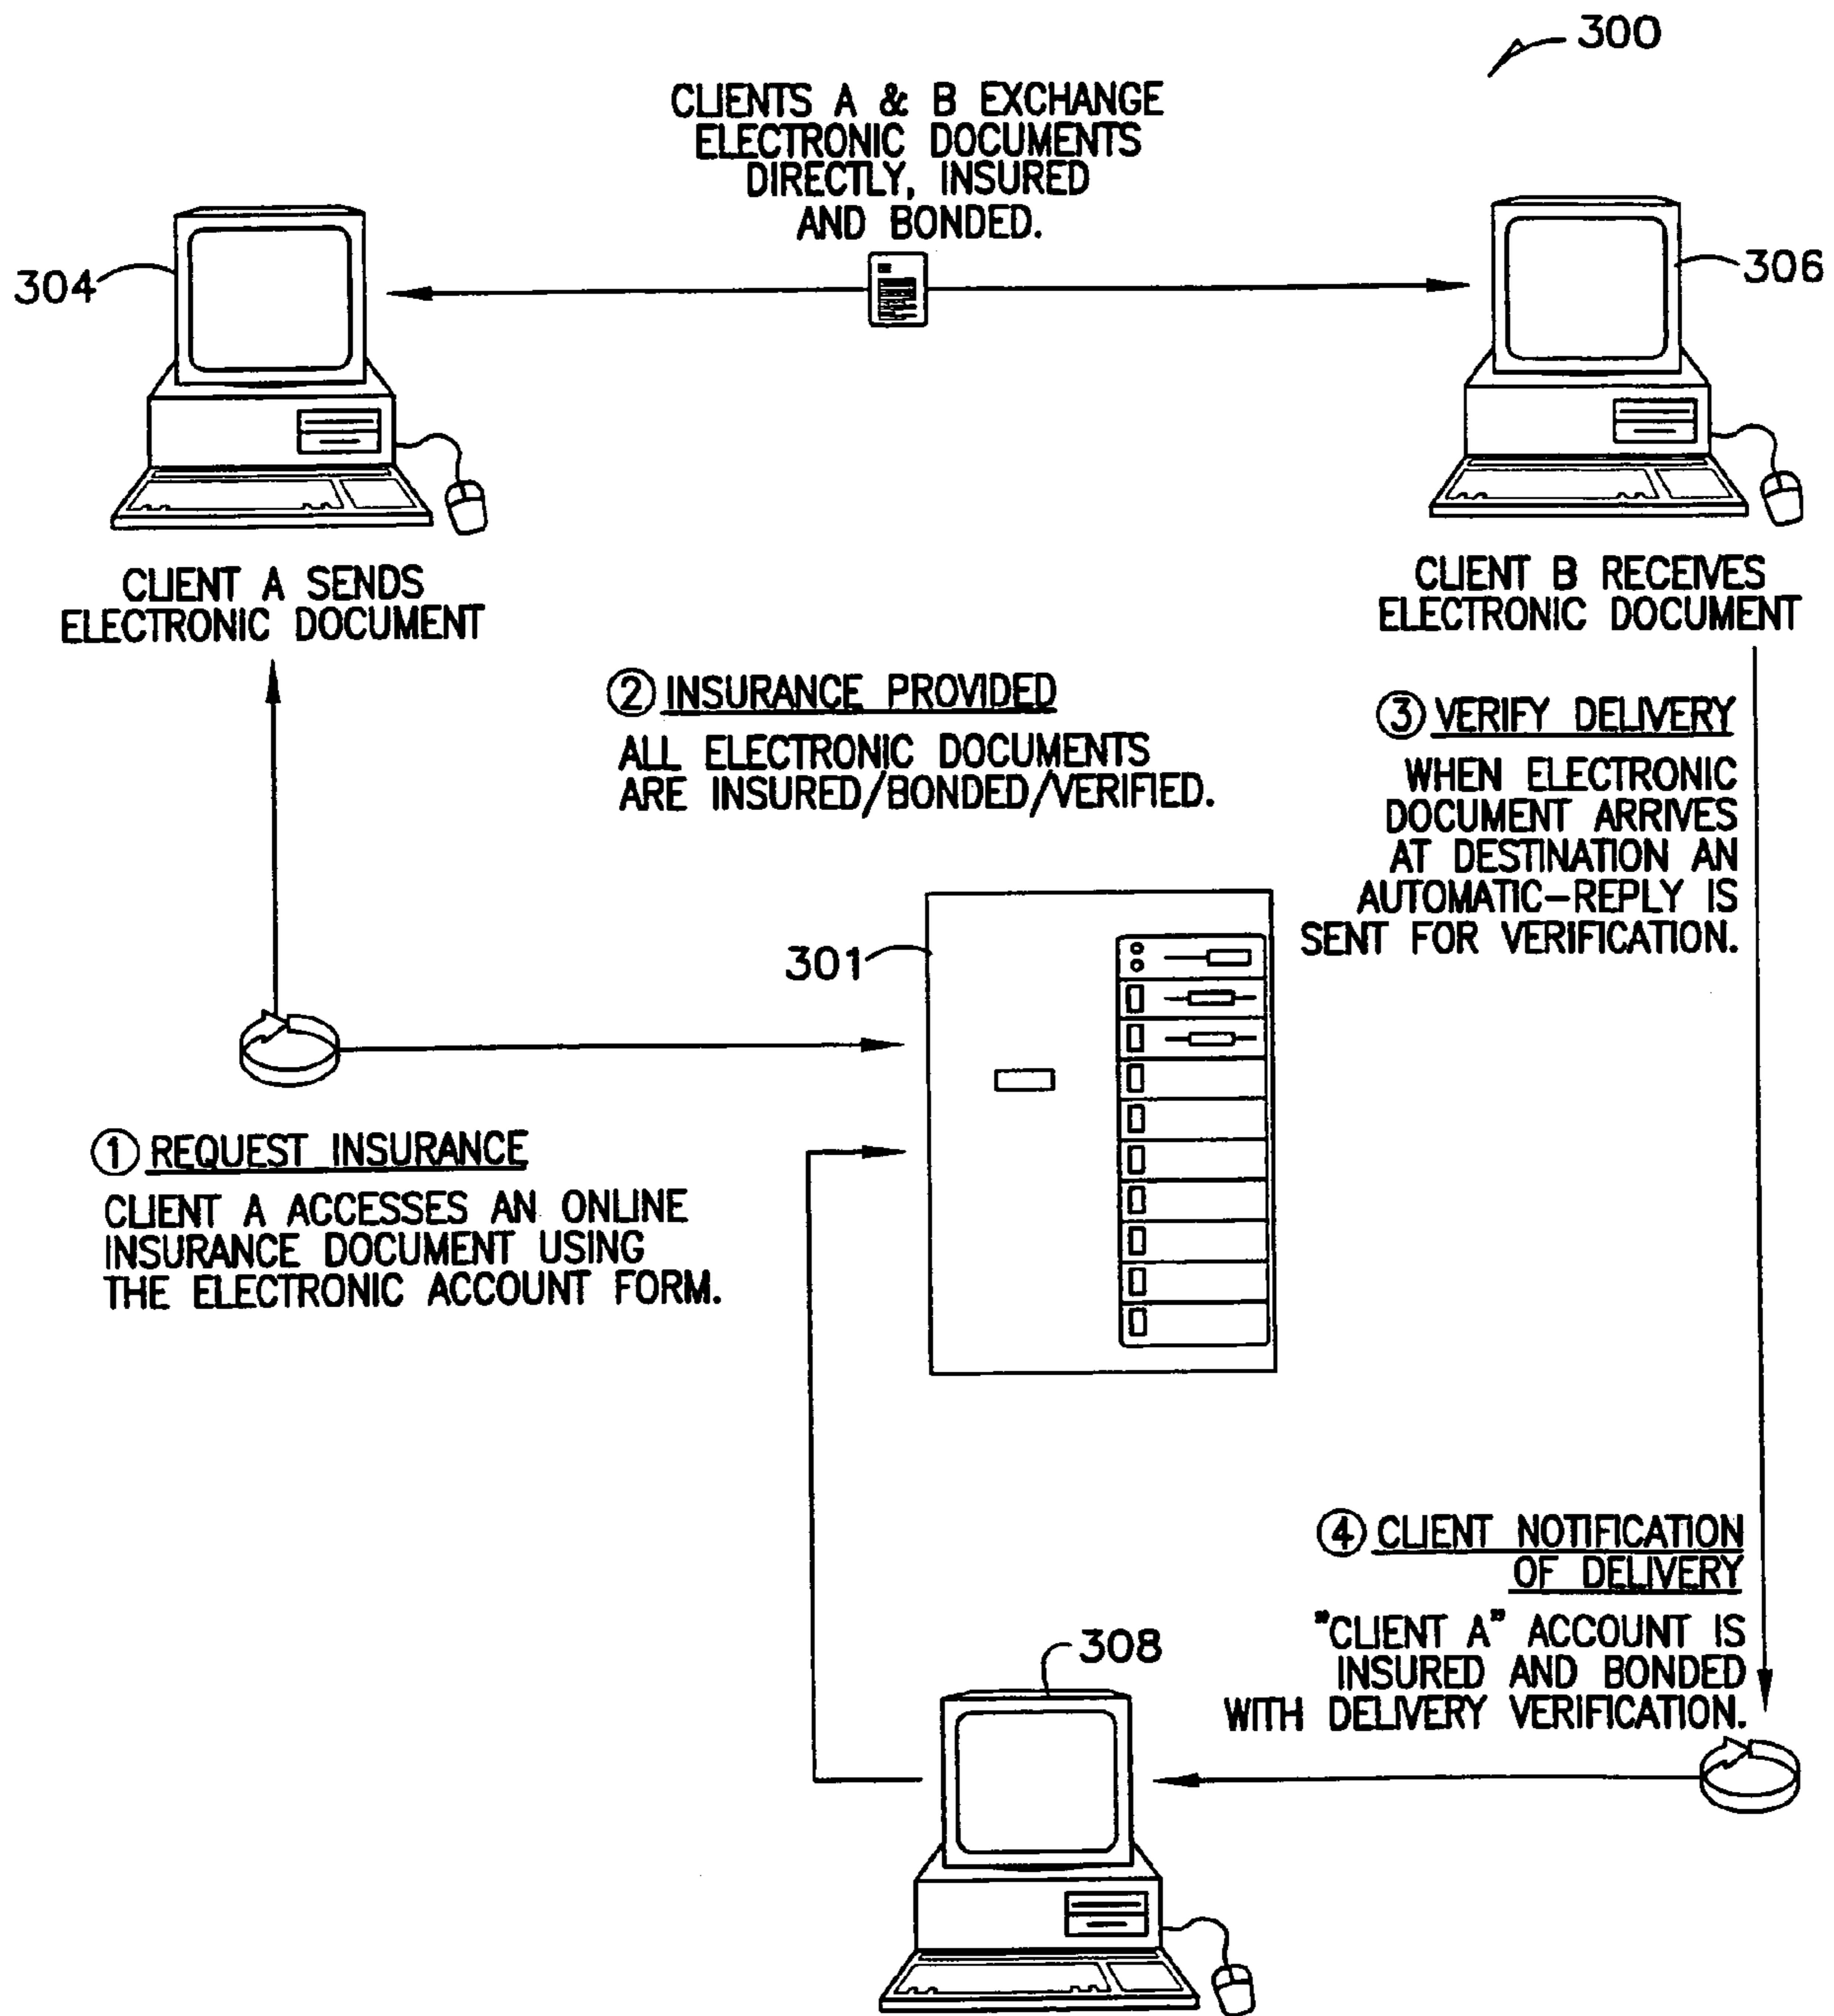 300
CLIENTS A & B EXCHANGE
ELECTRONIC DOCUMENTS
DIRECTLY, INSURED
AND BONDED.
304
306
CLIENT A SENDS
ELECTRONIC DOCUMENT
CLIENT B RECEIVES
ELECTRONIC DOCUMENT
② INSURANCE PROVIDED
ALL ELECTRONIC DOCUMENTS
ARE INSURED/BONDED/VERIFIED.
③ VERIFY DELIVERY
WHEN ELECTRONIC
DOCUMENT ARRIVES
AT DESTINATION AN
AUTOMATIC-REPLY IS
SENT FOR VERIFICATION.
301
① REQUEST INSURANCE
CLIENT A ACCESSES AN ONLINE
INSURANCE DOCUMENT USING
THE ELECTRONIC ACCOUNT FORM.
④ CLIENT NOTIFICATION
OF DELIVERY
"CLIENT A" ACCOUNT IS
INSURED AND BONDED
WITH DELIVERY VERIFICATION.
308